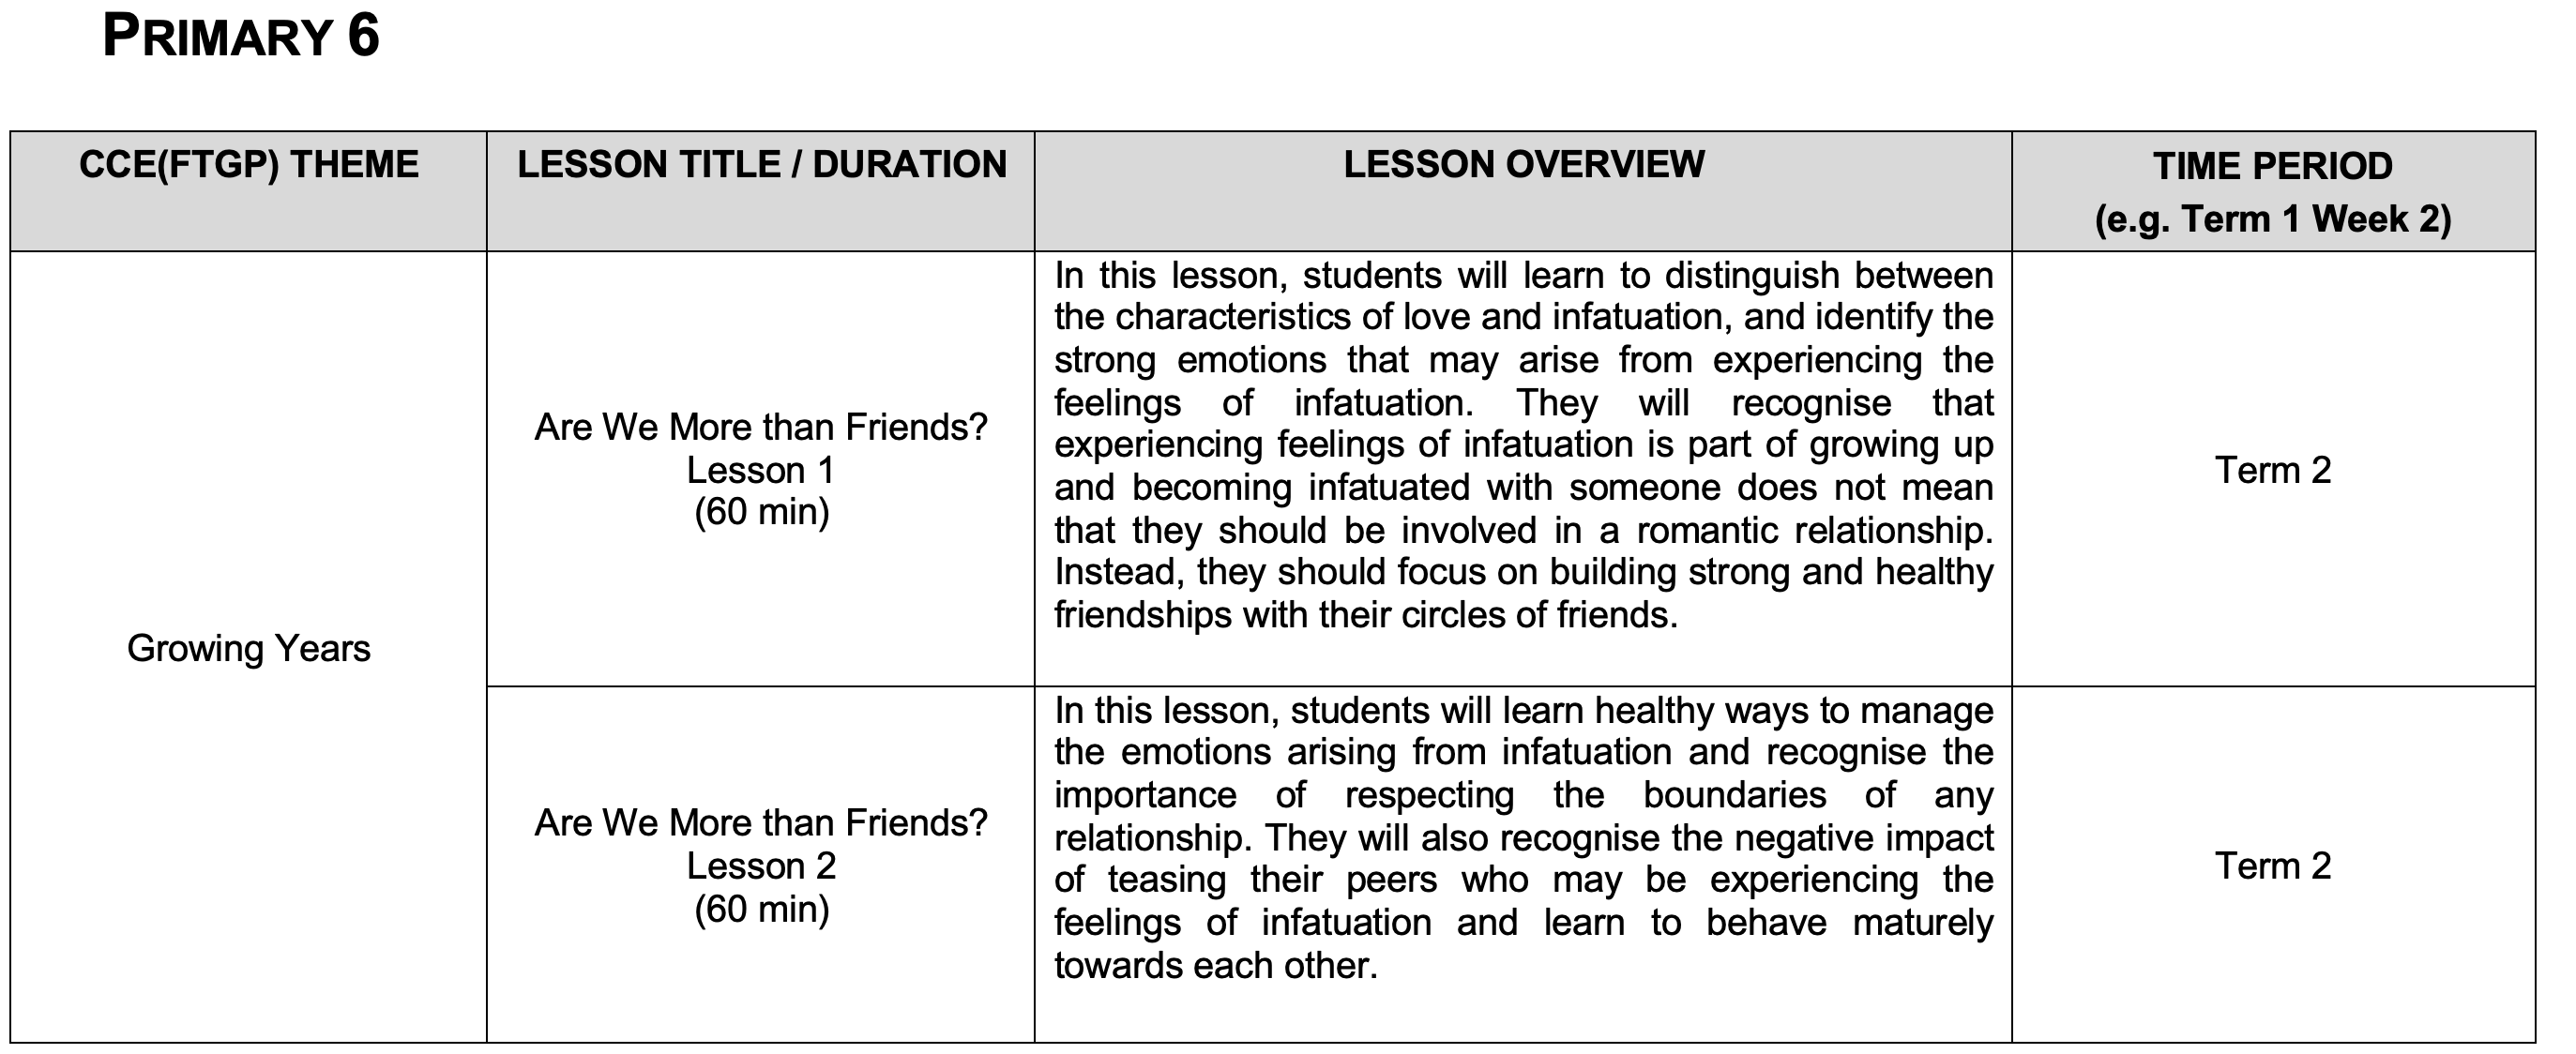 PRIMARY 6
CCE(FTGP) THEME
LESSON TITLE / DURATION
LESSON OVERVIEW
TIME PERIOD
(e.g. Term 1 Week 2)
Growing Years
Are We More than Friends?
Lesson 1
(60 min)
In this lesson, students will learn to distinguish between
the characteristics of love and infatuation, and identify the
strong emotions that may arise from experiencing the
feelings of infatuation. They will recognise that
experiencing feelings of infatuation is part of growing up
and becoming infatuated with someone does not mean
that they should be involved in a romantic relationship.
Instead, they should focus on building strong and healthy
friendships with their circles of friends.
Term 2
Are We More than Friends?
Lesson 2
(60 min)
In this lesson, students will learn healthy ways to manage
the emotions arising from infatuation and recognise the
importance of respecting the boundaries of any
relationship. They will also recognise the negative impact
of teasing their peers who may be experiencing the
feelings of infatuation and learn to behave maturely
towards each other.
Term 2